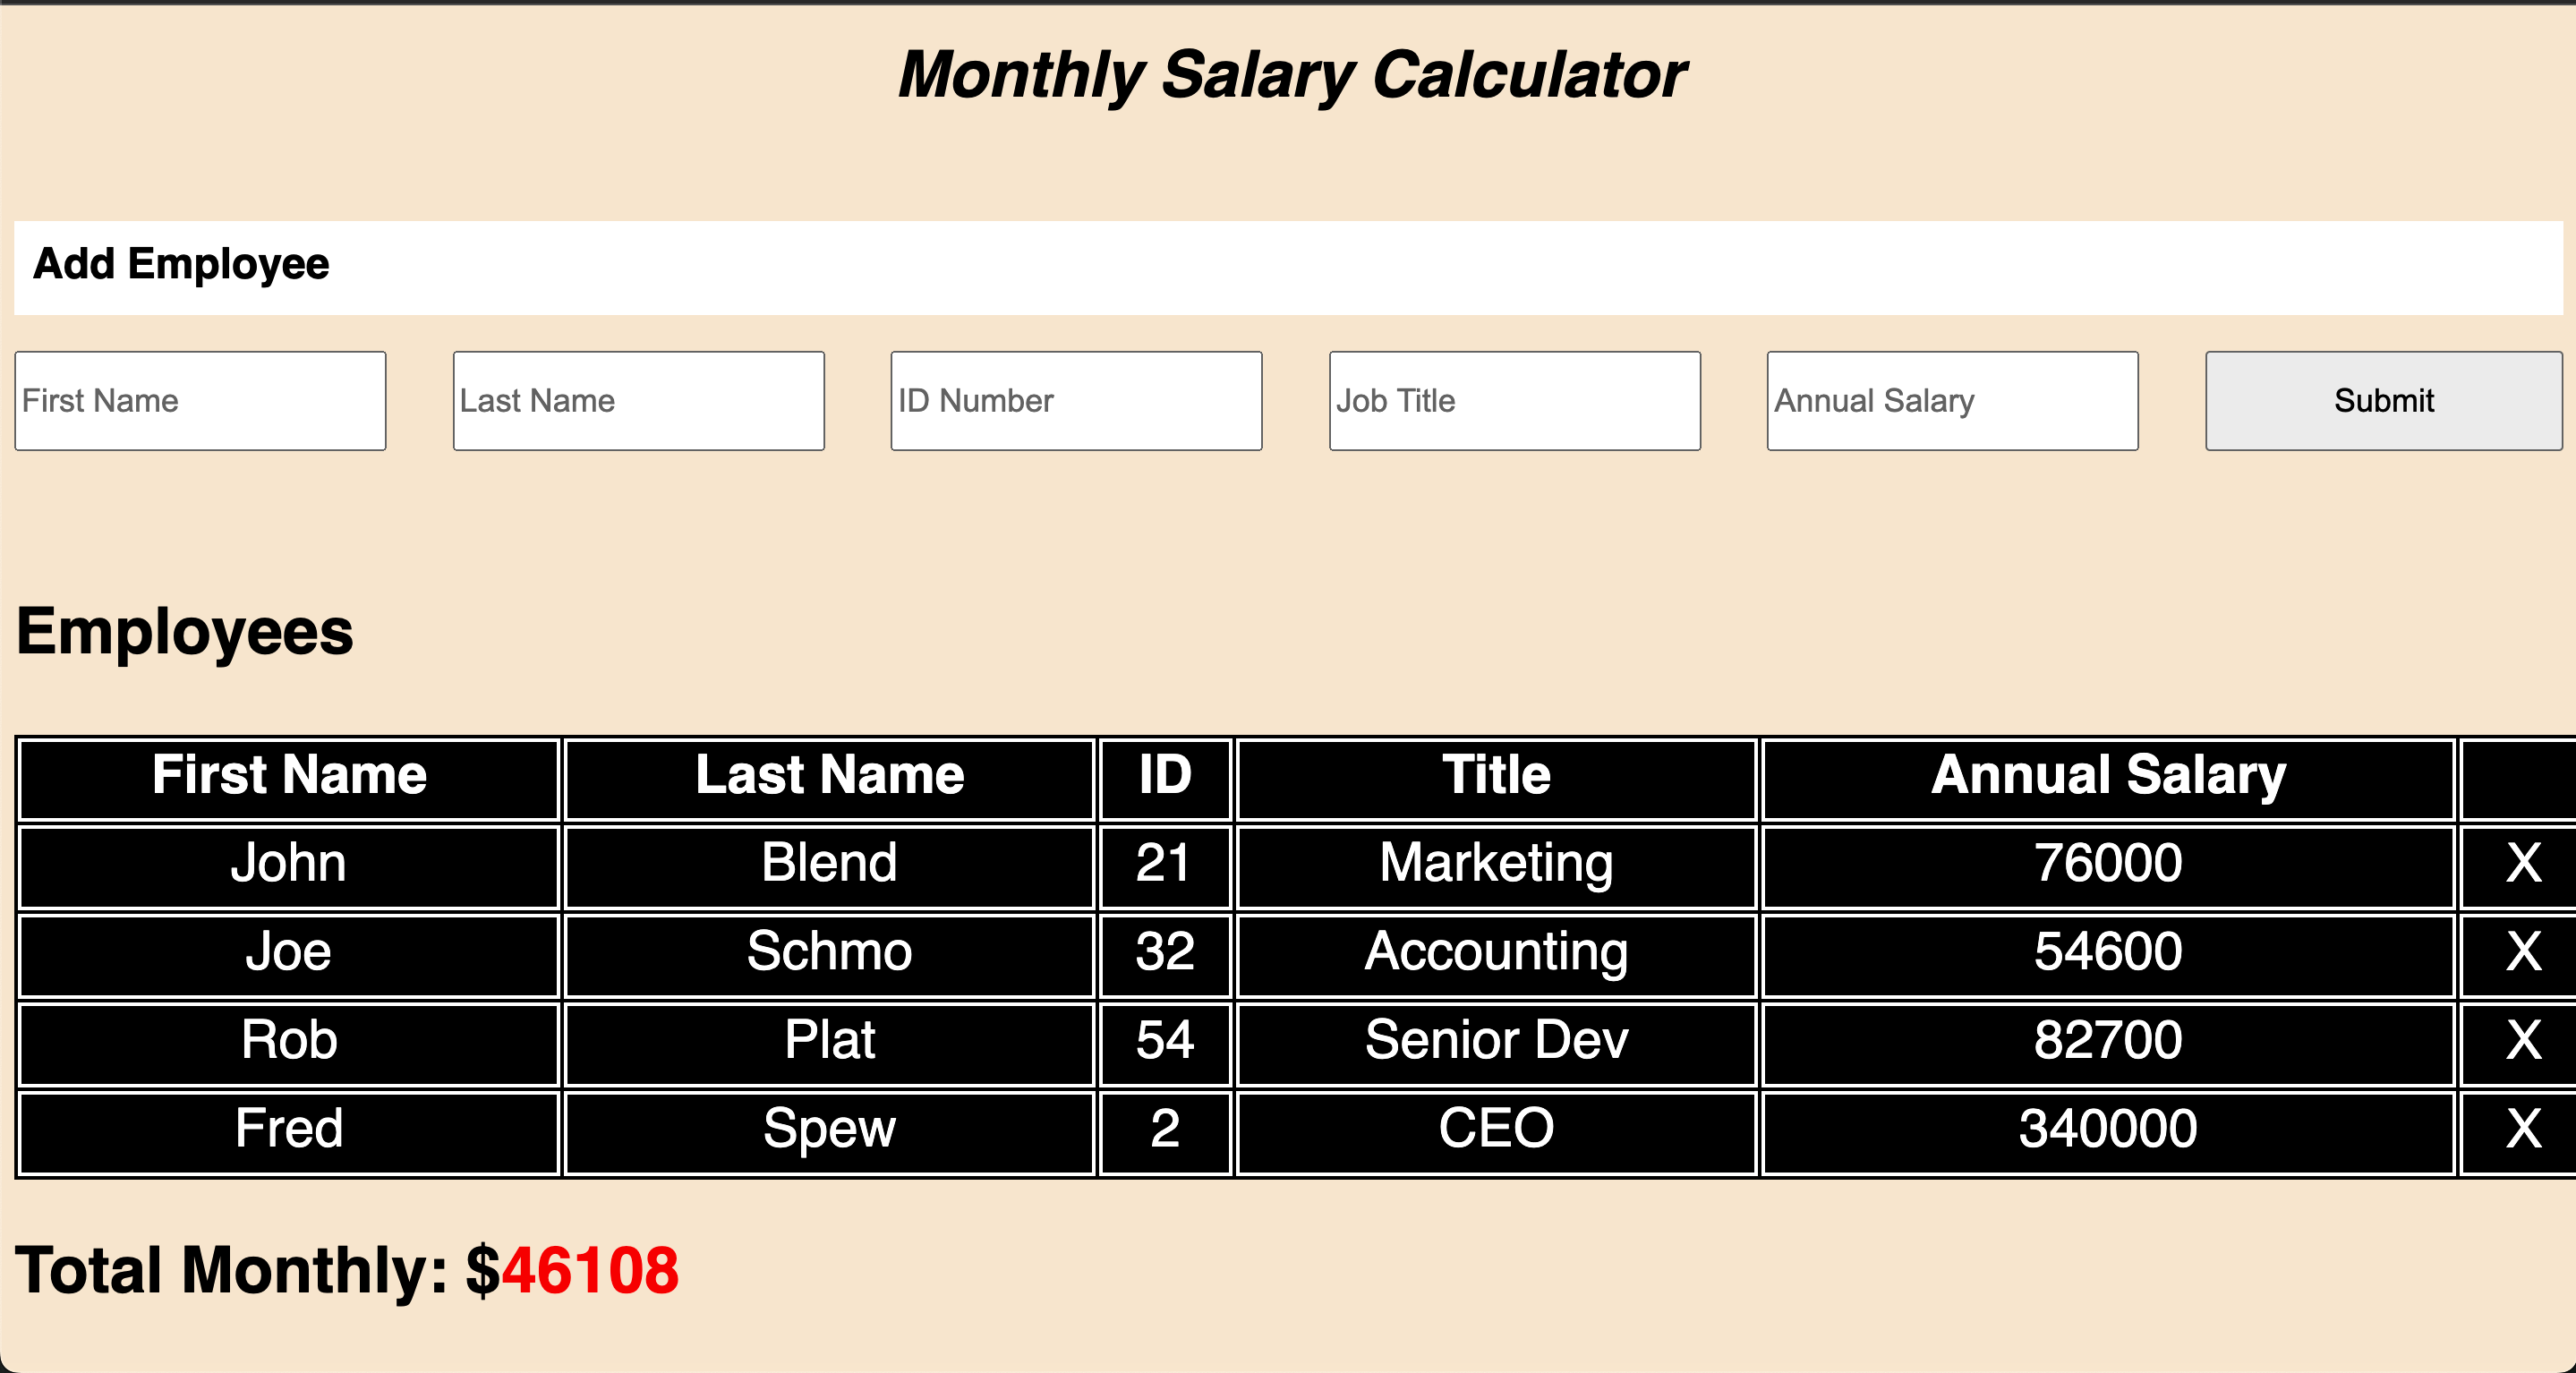 Monthly Salary Calculator
Add Employee
First Name Last Name ID Number Job Title Annual Salary Submit
Employees
First Name Last Name ID Title Annual Salary
John Blend 21 Marketing 76000 X
Joe Schmo 32 Accounting 54600 X
Rob Plat 54 Senior Dev 82700 X
Fred Spew 2 CEO 340000 X
Total Monthly: $46108